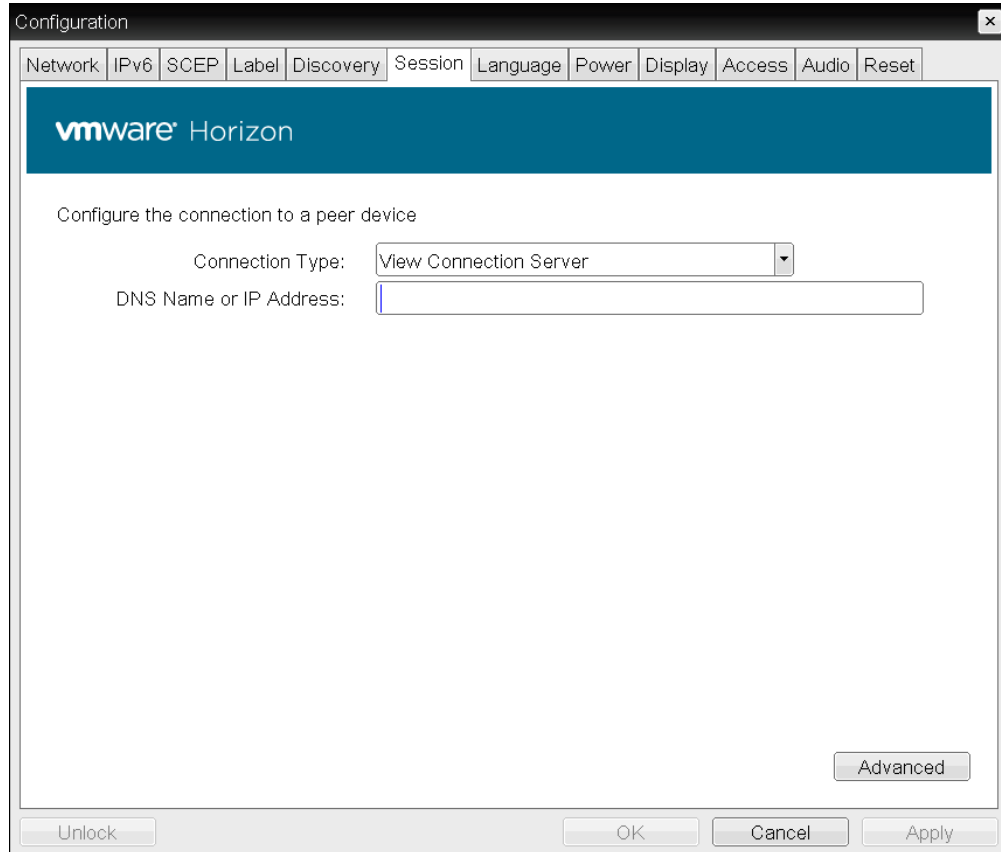 Configuration
Network IPv6 SCEP Label Discovery Session Language Power Display Access Audio Reset
vmware Horizon
Configure the connection to a peer device
Connection Type: View Connection Server
DNS Name or IP Address:
Advanced
Unlock OK Cancel Apply